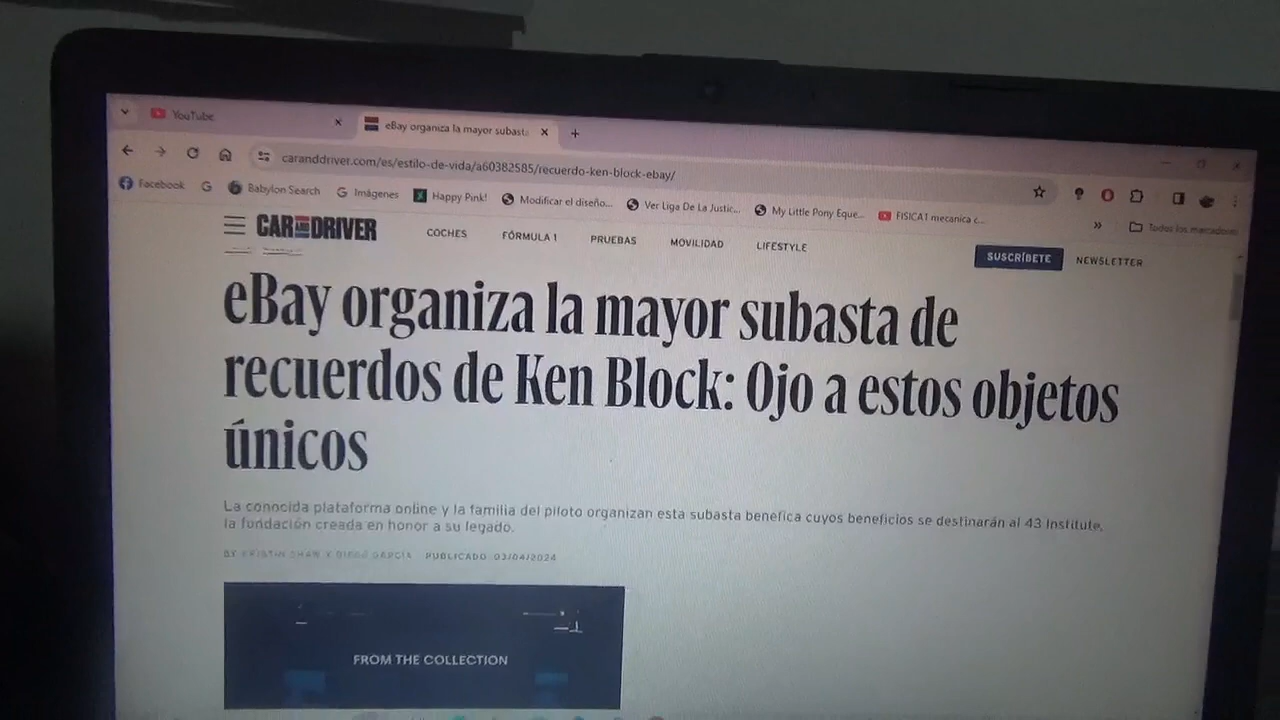 YouTube
eBay organiza la mayor subasta
caranddriver.com/es/estilo-de-vida/a60382585/recuerdo-ken-block-ebay/
Facebook
Babylon Search
Imágenes
Happy Pink!
Modificar el diseño...
Ver Liga De La Justic...
My Little Pony Eque...
FISICA1 mecanica c...
Todos los marcadores
CAR AND DRIVER
COCHES
FÓRMULA 1
PRUEBAS
MOVILIDAD
LIFESTYLE
SUSCRÍBETE
NEWSLETTER
eBay organiza la mayor subasta de
recuerdos de Ken Block: Ojo a estos objetos
únicos
La conocida plataforma online y la familia del piloto organizan esta subasta benéfica cuyos beneficios se destinarán al 43 Institute,
la fundación creada en honor a su legado.
BY KRISTIN SHAW Y DIEGO GARCÍA PUBLICADO: 03/04/2024
FROM THE COLLECTION